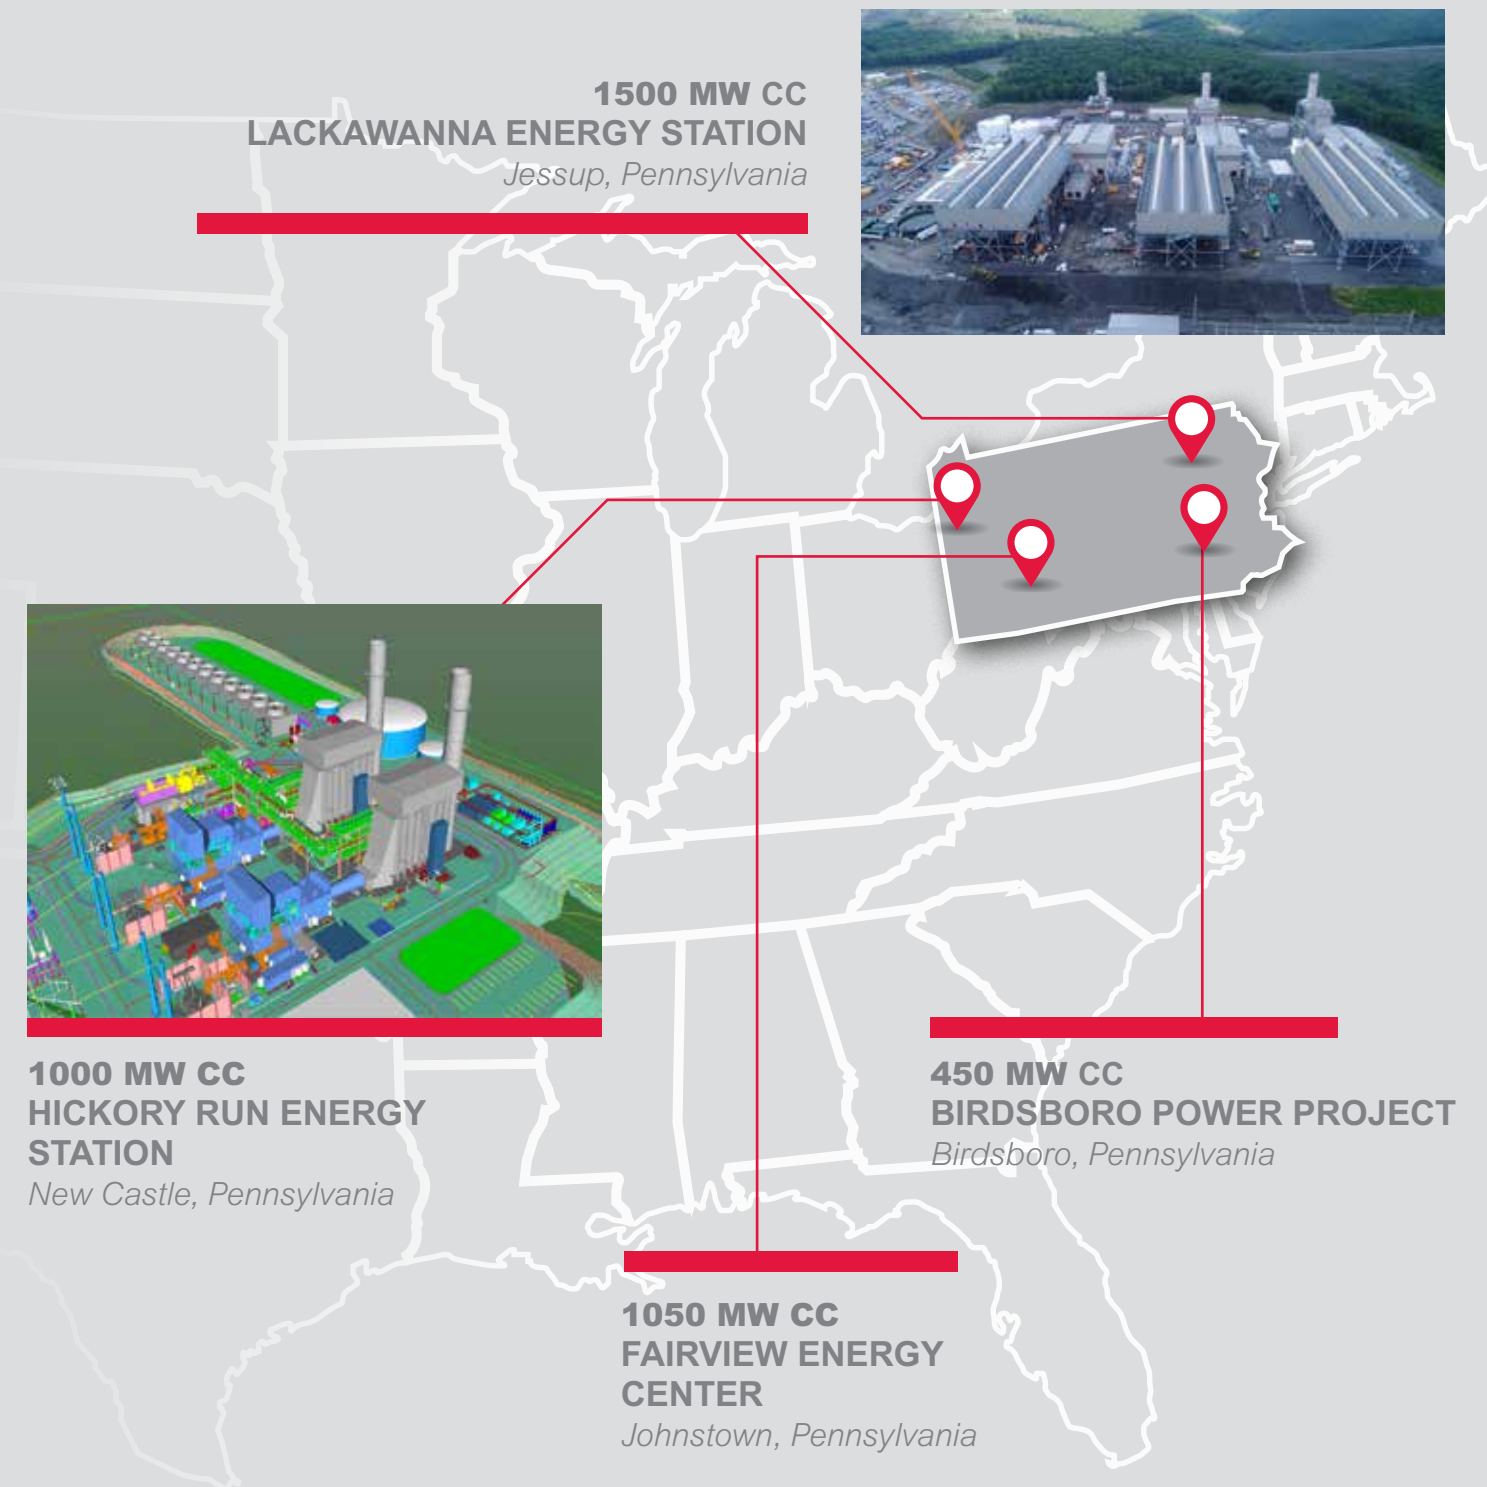 1500 MW CC
LACKAWANNA ENERGY STATION
Jessup, Pennsylvania
1000 MW CC
HICKORY RUN ENERGY
STATION
New Castle, Pennsylvania
450 MW CC
BIRDSBORO POWER PROJECT
Birdsboro, Pennsylvania
1050 MW CC
FAIRVIEW ENERGY
CENTER
Johnstown, Pennsylvania